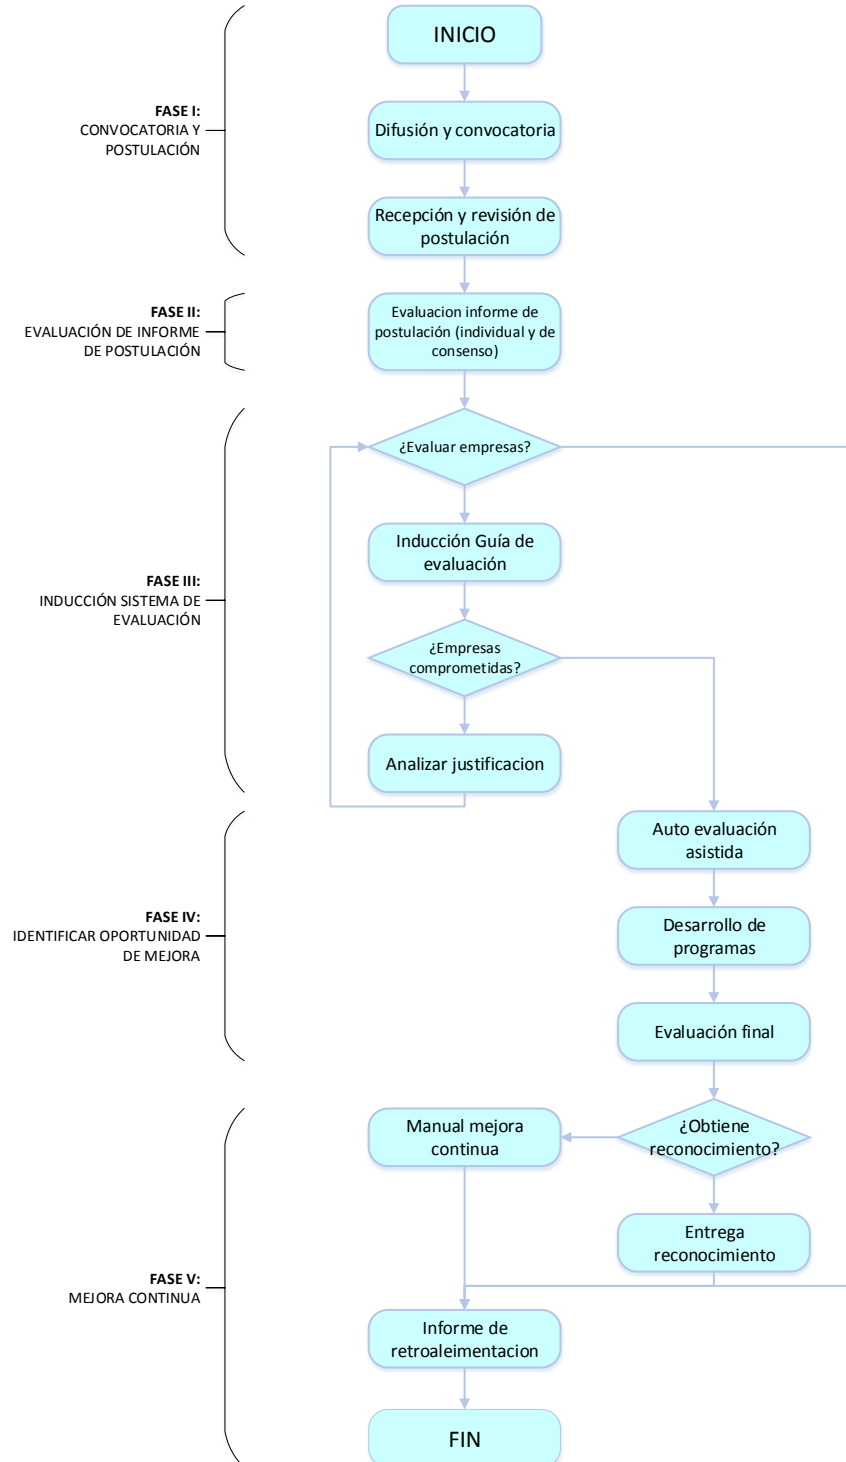 INICIO
FASE I:
CONVOCATORIA Y
POSTULACIÓN
Difusión y convocatoria
Recepción y revisión de
postulación
FASE II:
EVALUACIÓN DE INFORME
DE POSTULACIÓN
Evaluacion informe de
postulación (individual y de
consenso)
¿Evaluar empresas?
Inducción Guía de
evaluación
FASE III:
INDUCCIÓN SISTEMA DE
EVALUACIÓN
¿Empresas
comprometidas?
Analizar justificacion
Auto evaluación
asistida
FASE IV:
IDENTIFICAR OPORTUNIDAD
DE MEJORA
Desarrollo de
programas
Evaluación final
Manual mejora
continua
¿Obtiene
reconocimiento?
Entrega
reconocimiento
FASE V:
MEJORA CONTINUA
Informe de
retroaleimentacion
FIN